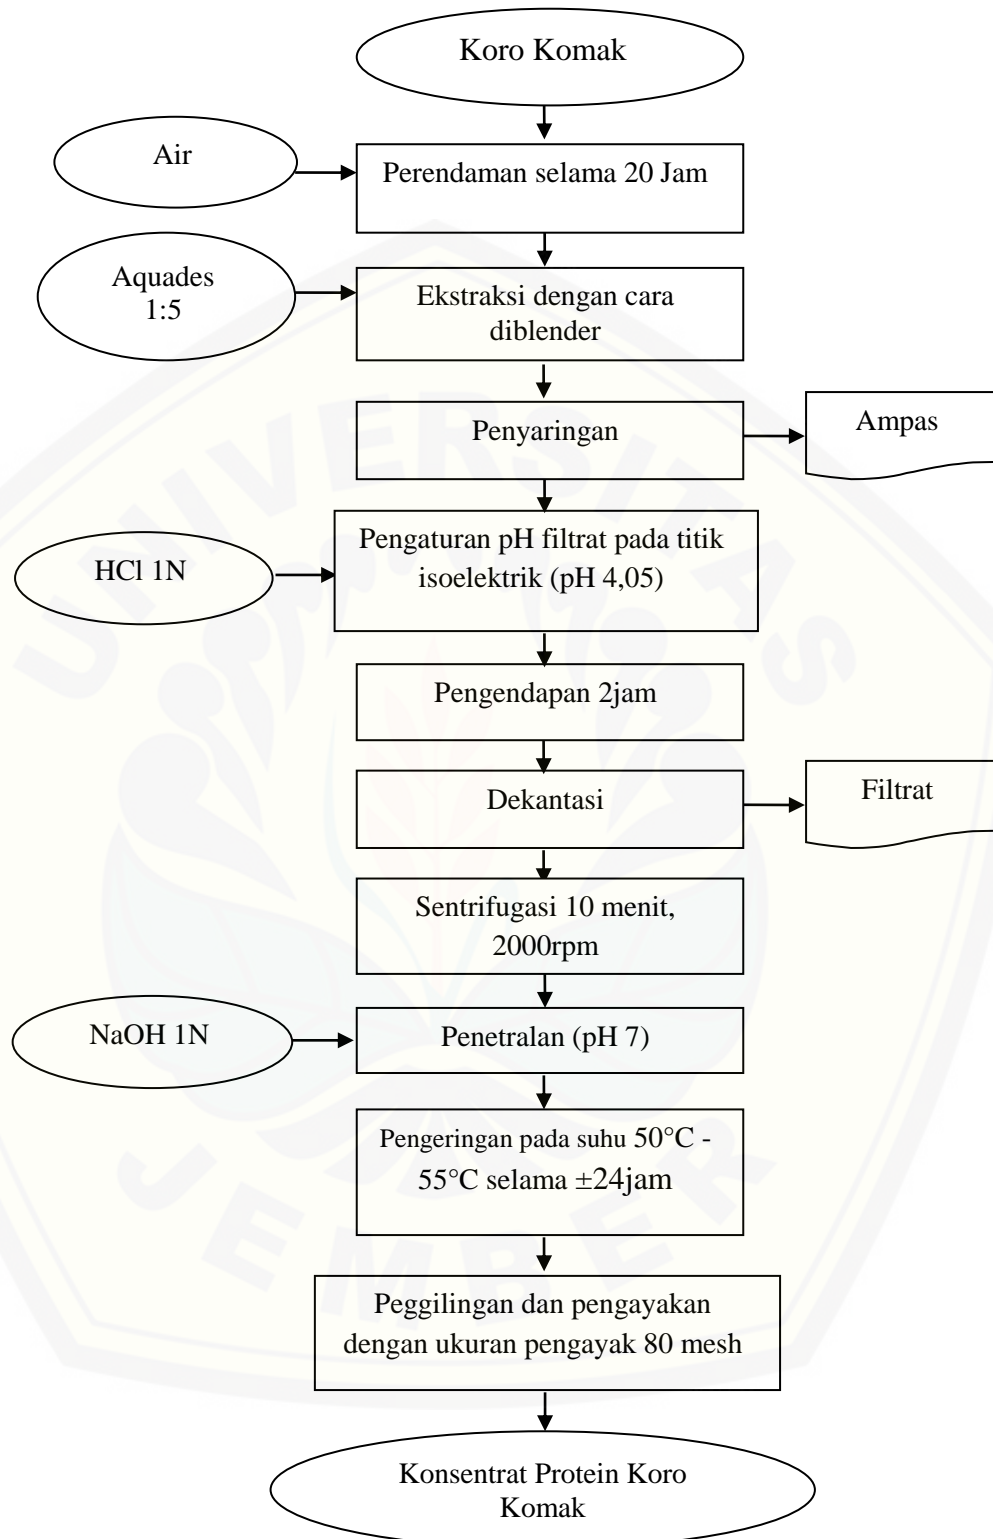 Koro Komak
Air
Perendaman selama 20 Jam
Aquades
1:5
Ekstraksi dengan cara
diblender
Penyaringan
Ampas
HCl 1N
Pengaturan pH filtrat pada titik
isoelektrik (pH 4,05)
Pengendapan 2jam
Dekantasi
Filtrat
Sentrifugasi 10 menit,
2000rpm
NaOH 1N
Penetralan (pH 7)
Pengeringan pada suhu 50°C -
55°C selama ±24jam
Peggilingan dan pengayakan
dengan ukuran pengayak 80 mesh
Konsentrat Protein Koro
Komak
UNIVERSITAS
JEMBER